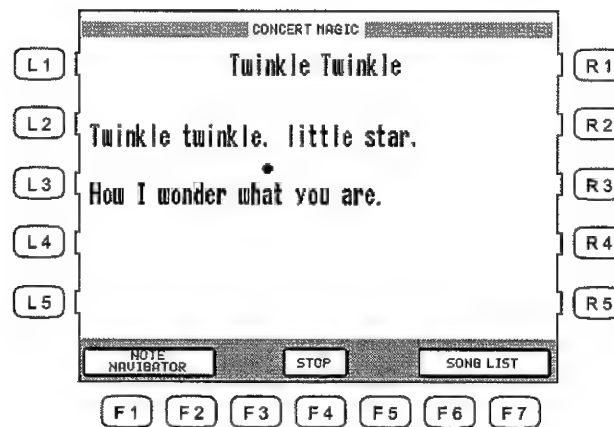 CONCERT MAGIC
L1 Twinkle Twinkle R1
L2 Twinkle twinkle. little star. R2
L3 How I wonder what you are. R3
L4 R4
L5 R5
NOTE
NAVIGATOR STOP SONG LIST
F1 F2 F3 F4 F5 F6 F7